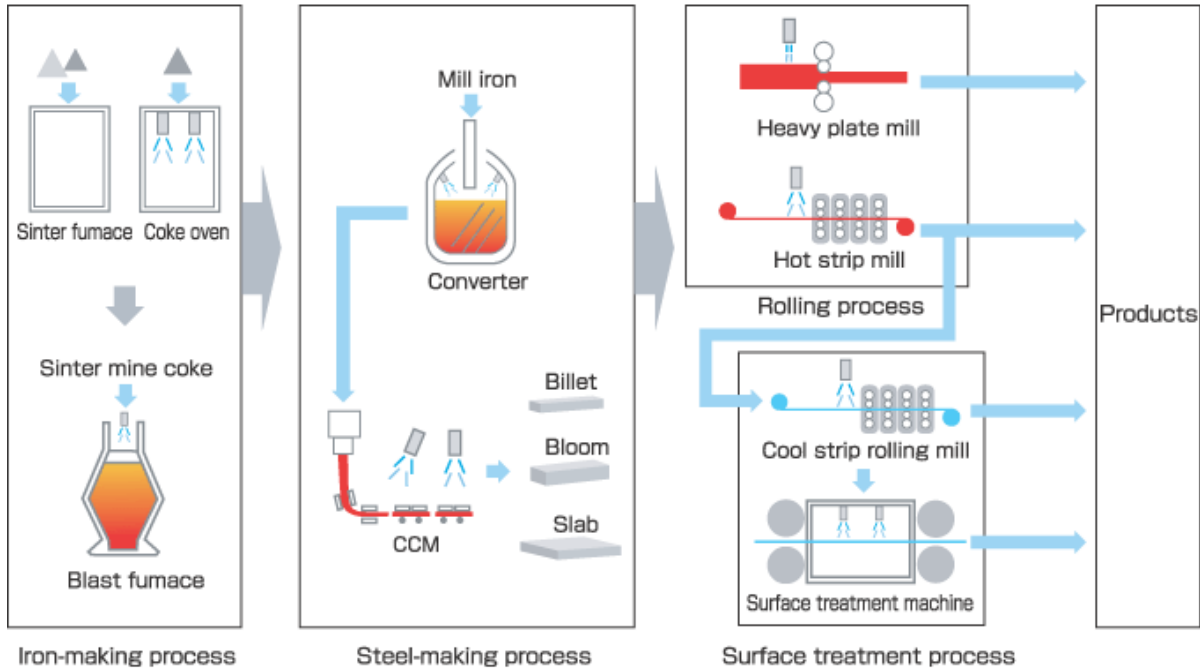 Sinter fumace
Coke oven
Sinter mine coke
Blast fumace
Iron-making process
Mill iron
Converter
Billet
Bloom
Slab
CCM
Steel-making process
Heavy plate mill
Hot strip mill
Rolling process
Cool strip rolling mill
Surface treatment machine
Surface treatment process
Products